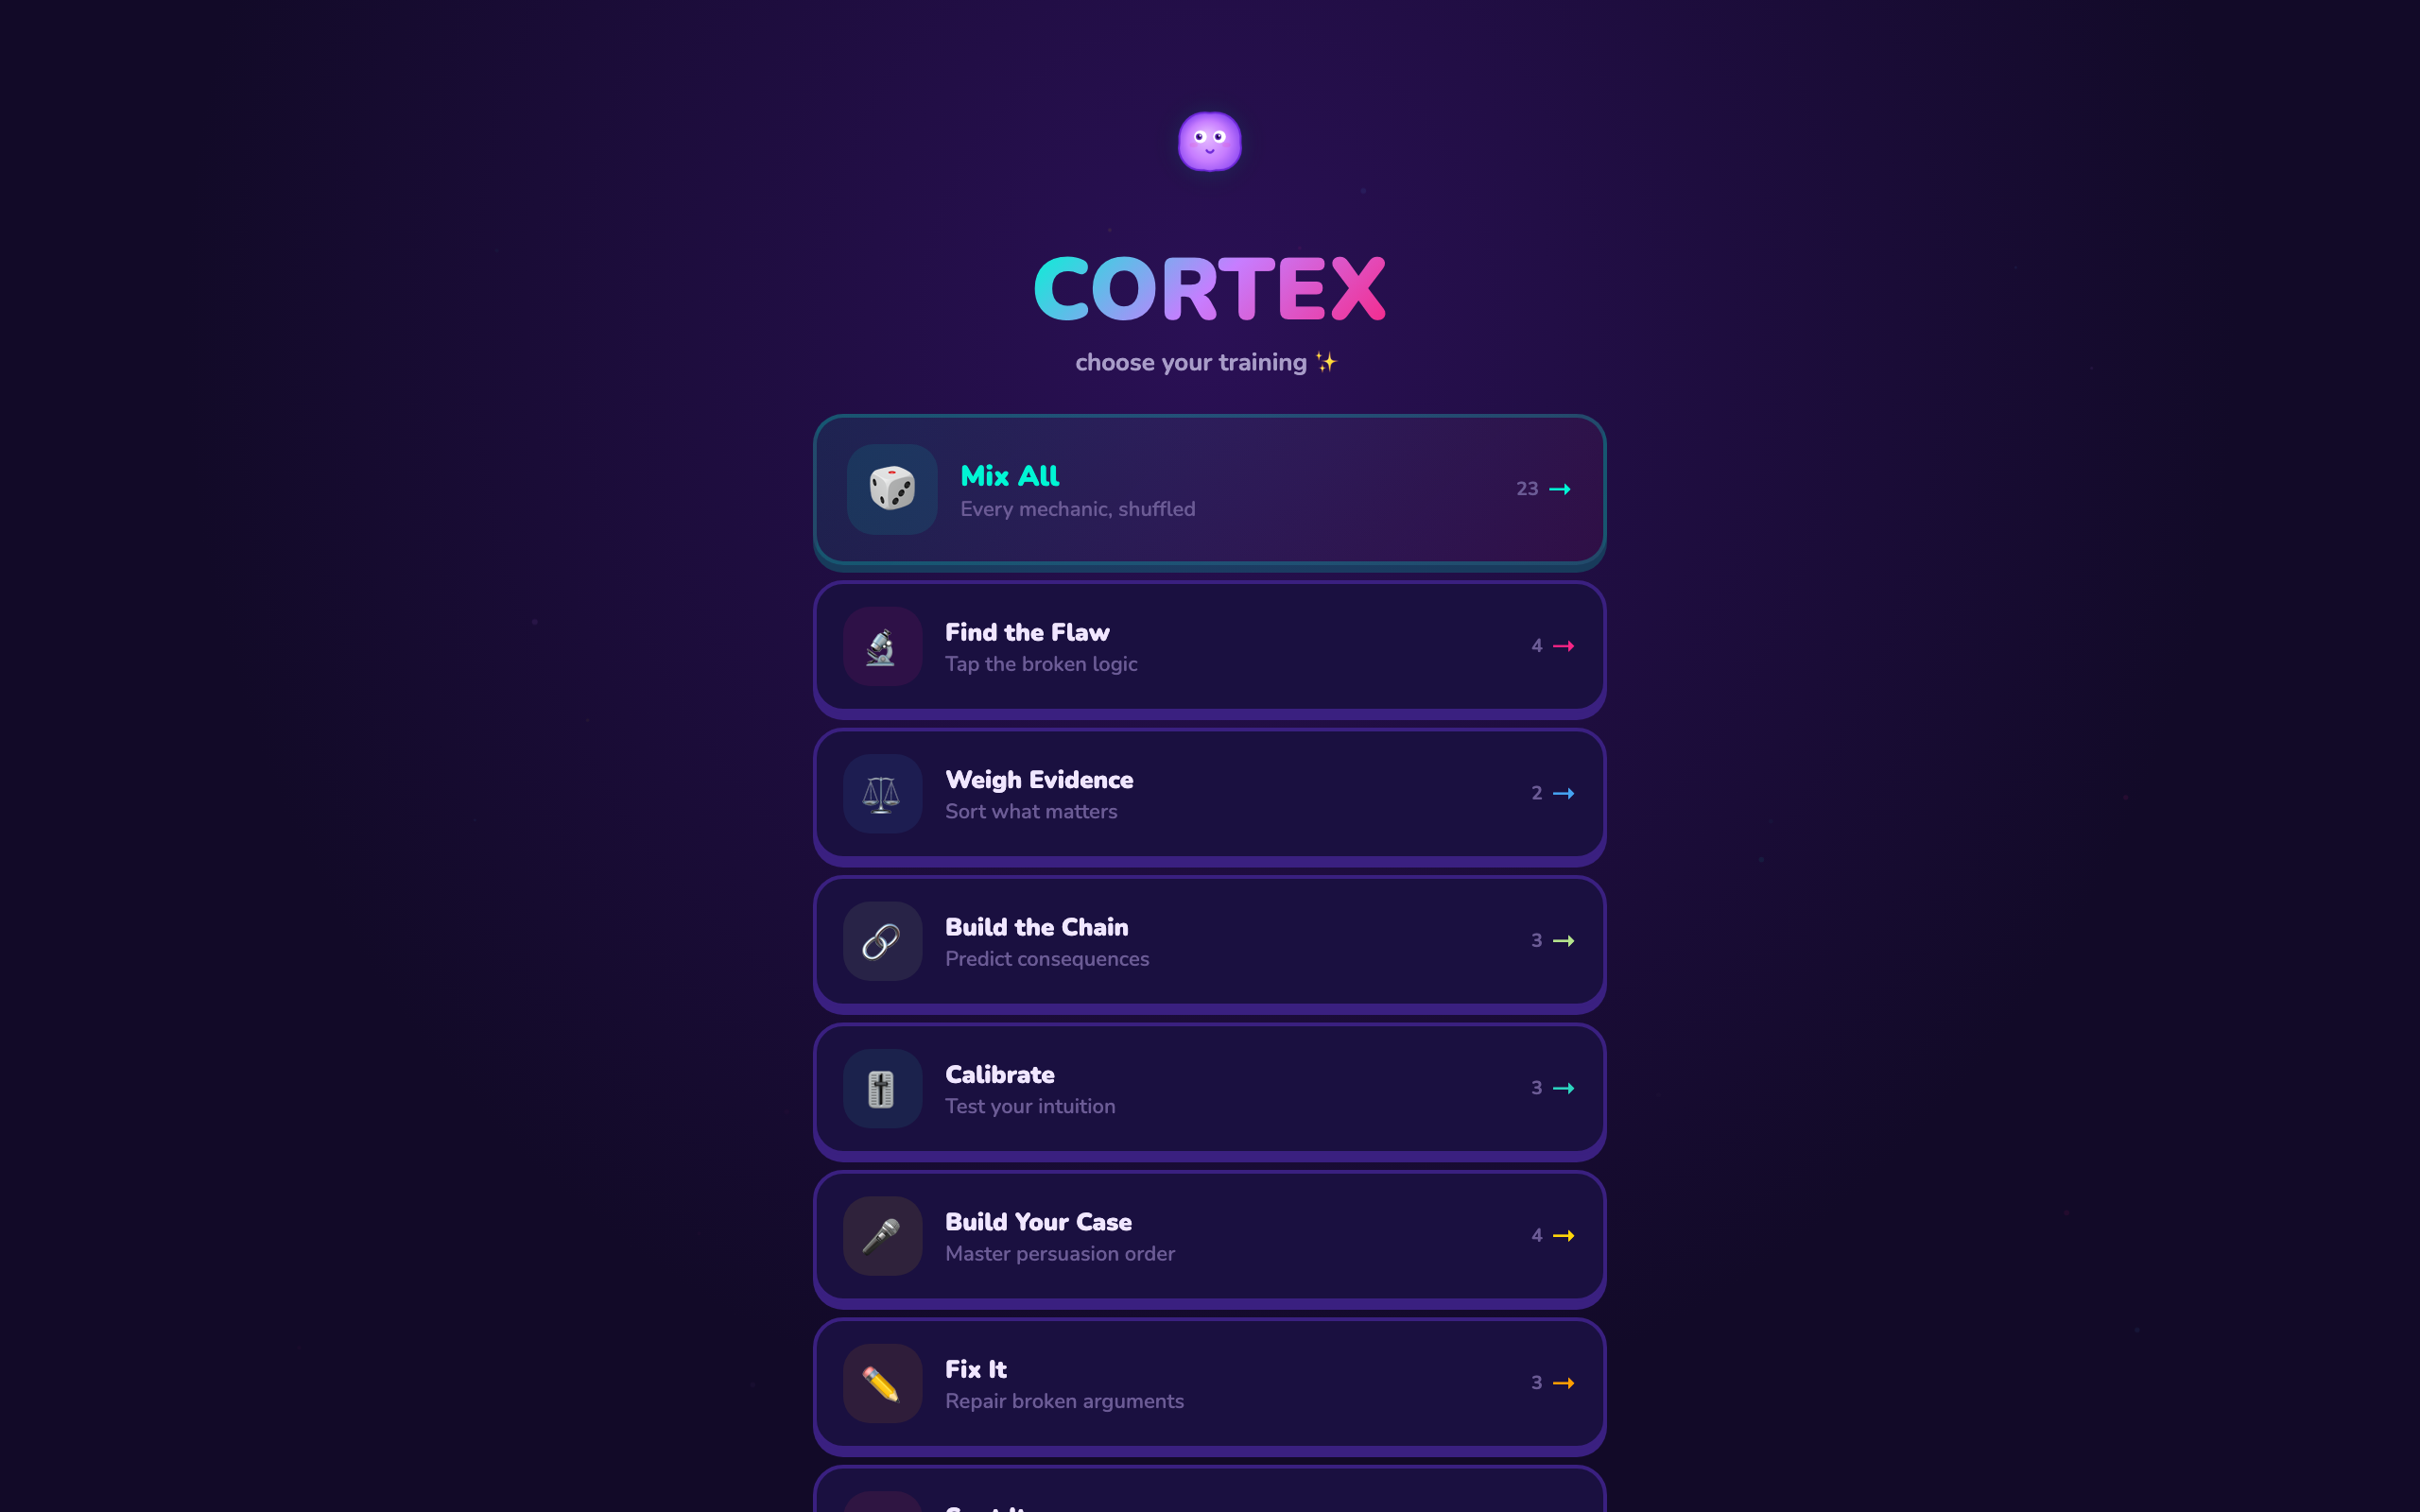 CORTEX
choose your training ✨
Mix All
Every mechanic, shuffled
23 →
Find the Flaw
Tap the broken logic
4 →
Weigh Evidence
Sort what matters
2 →
Build the Chain
Predict consequences
3 →
Calibrate
Test your intuition
3 →
Build Your Case
Master persuasion order
4 →
Fix It
Repair broken arguments
3 →